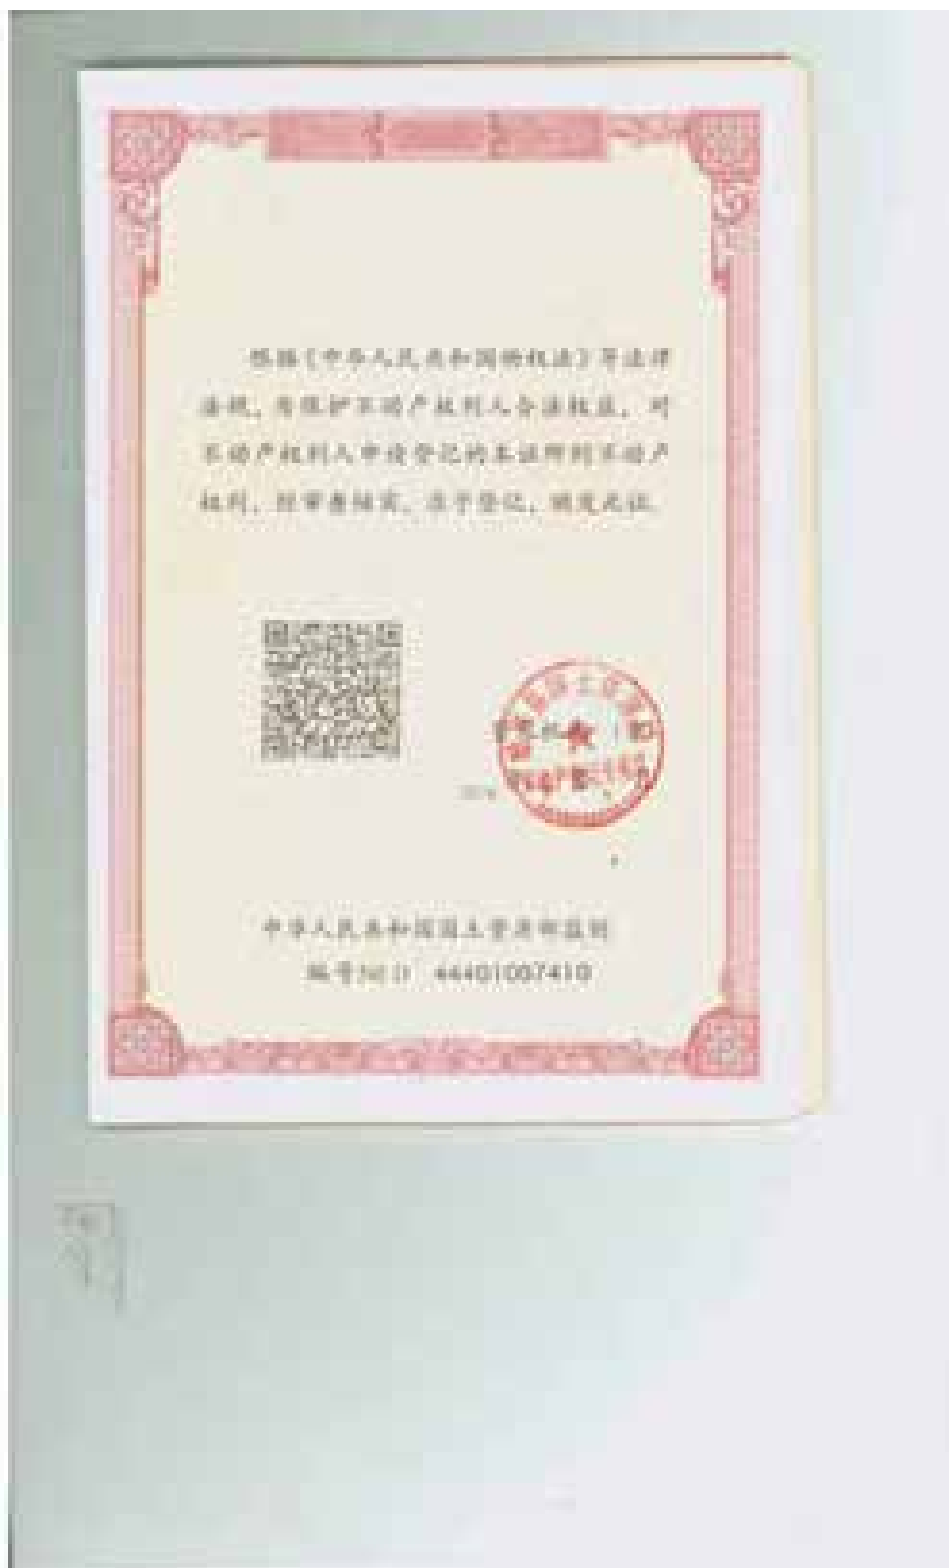 根据《中华人民共和国物权法》等法律
法规，为保护不动产权利人合法权益，对
不动产权利人申请登记的本证所列不动产
权利，经审查核实，准予登记，颁发此证。
中华人民共和国国土资源部监制
编号 44401007410